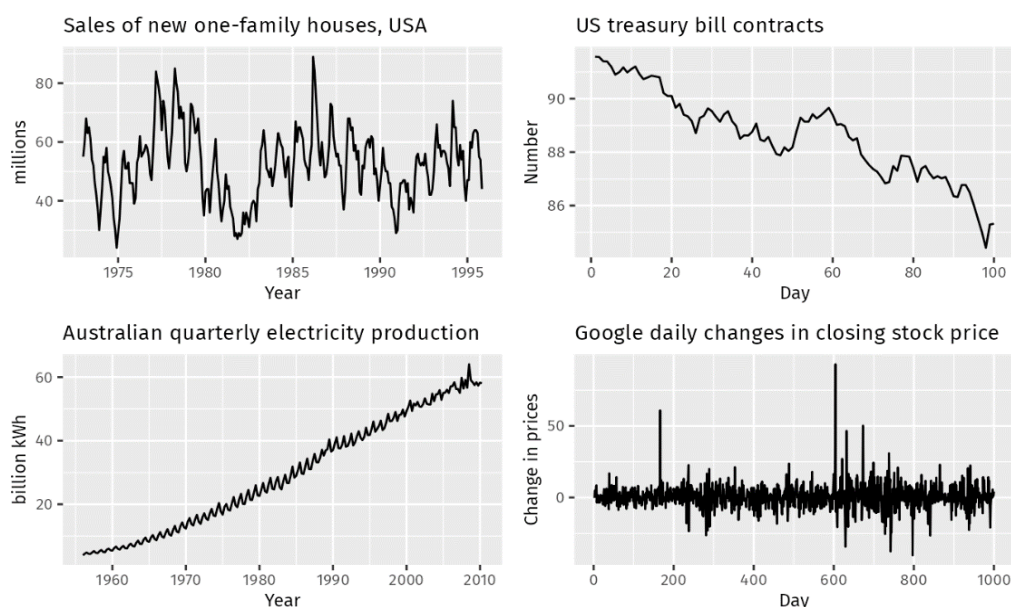 Sales of new one-family houses, USA
millions
80
60
40
1975 1980 1985 1990 1995
Year
US treasury bill contracts
Number
90
88
86
0 20 40 60 80 100
Day
Australian quarterly electricity production
billion kWh
60
40
20
1960 1970 1980 1990 2000 2010
Year
Google daily changes in closing stock price
Change in prices
50
0
0 200 400 600 800 1000
Day